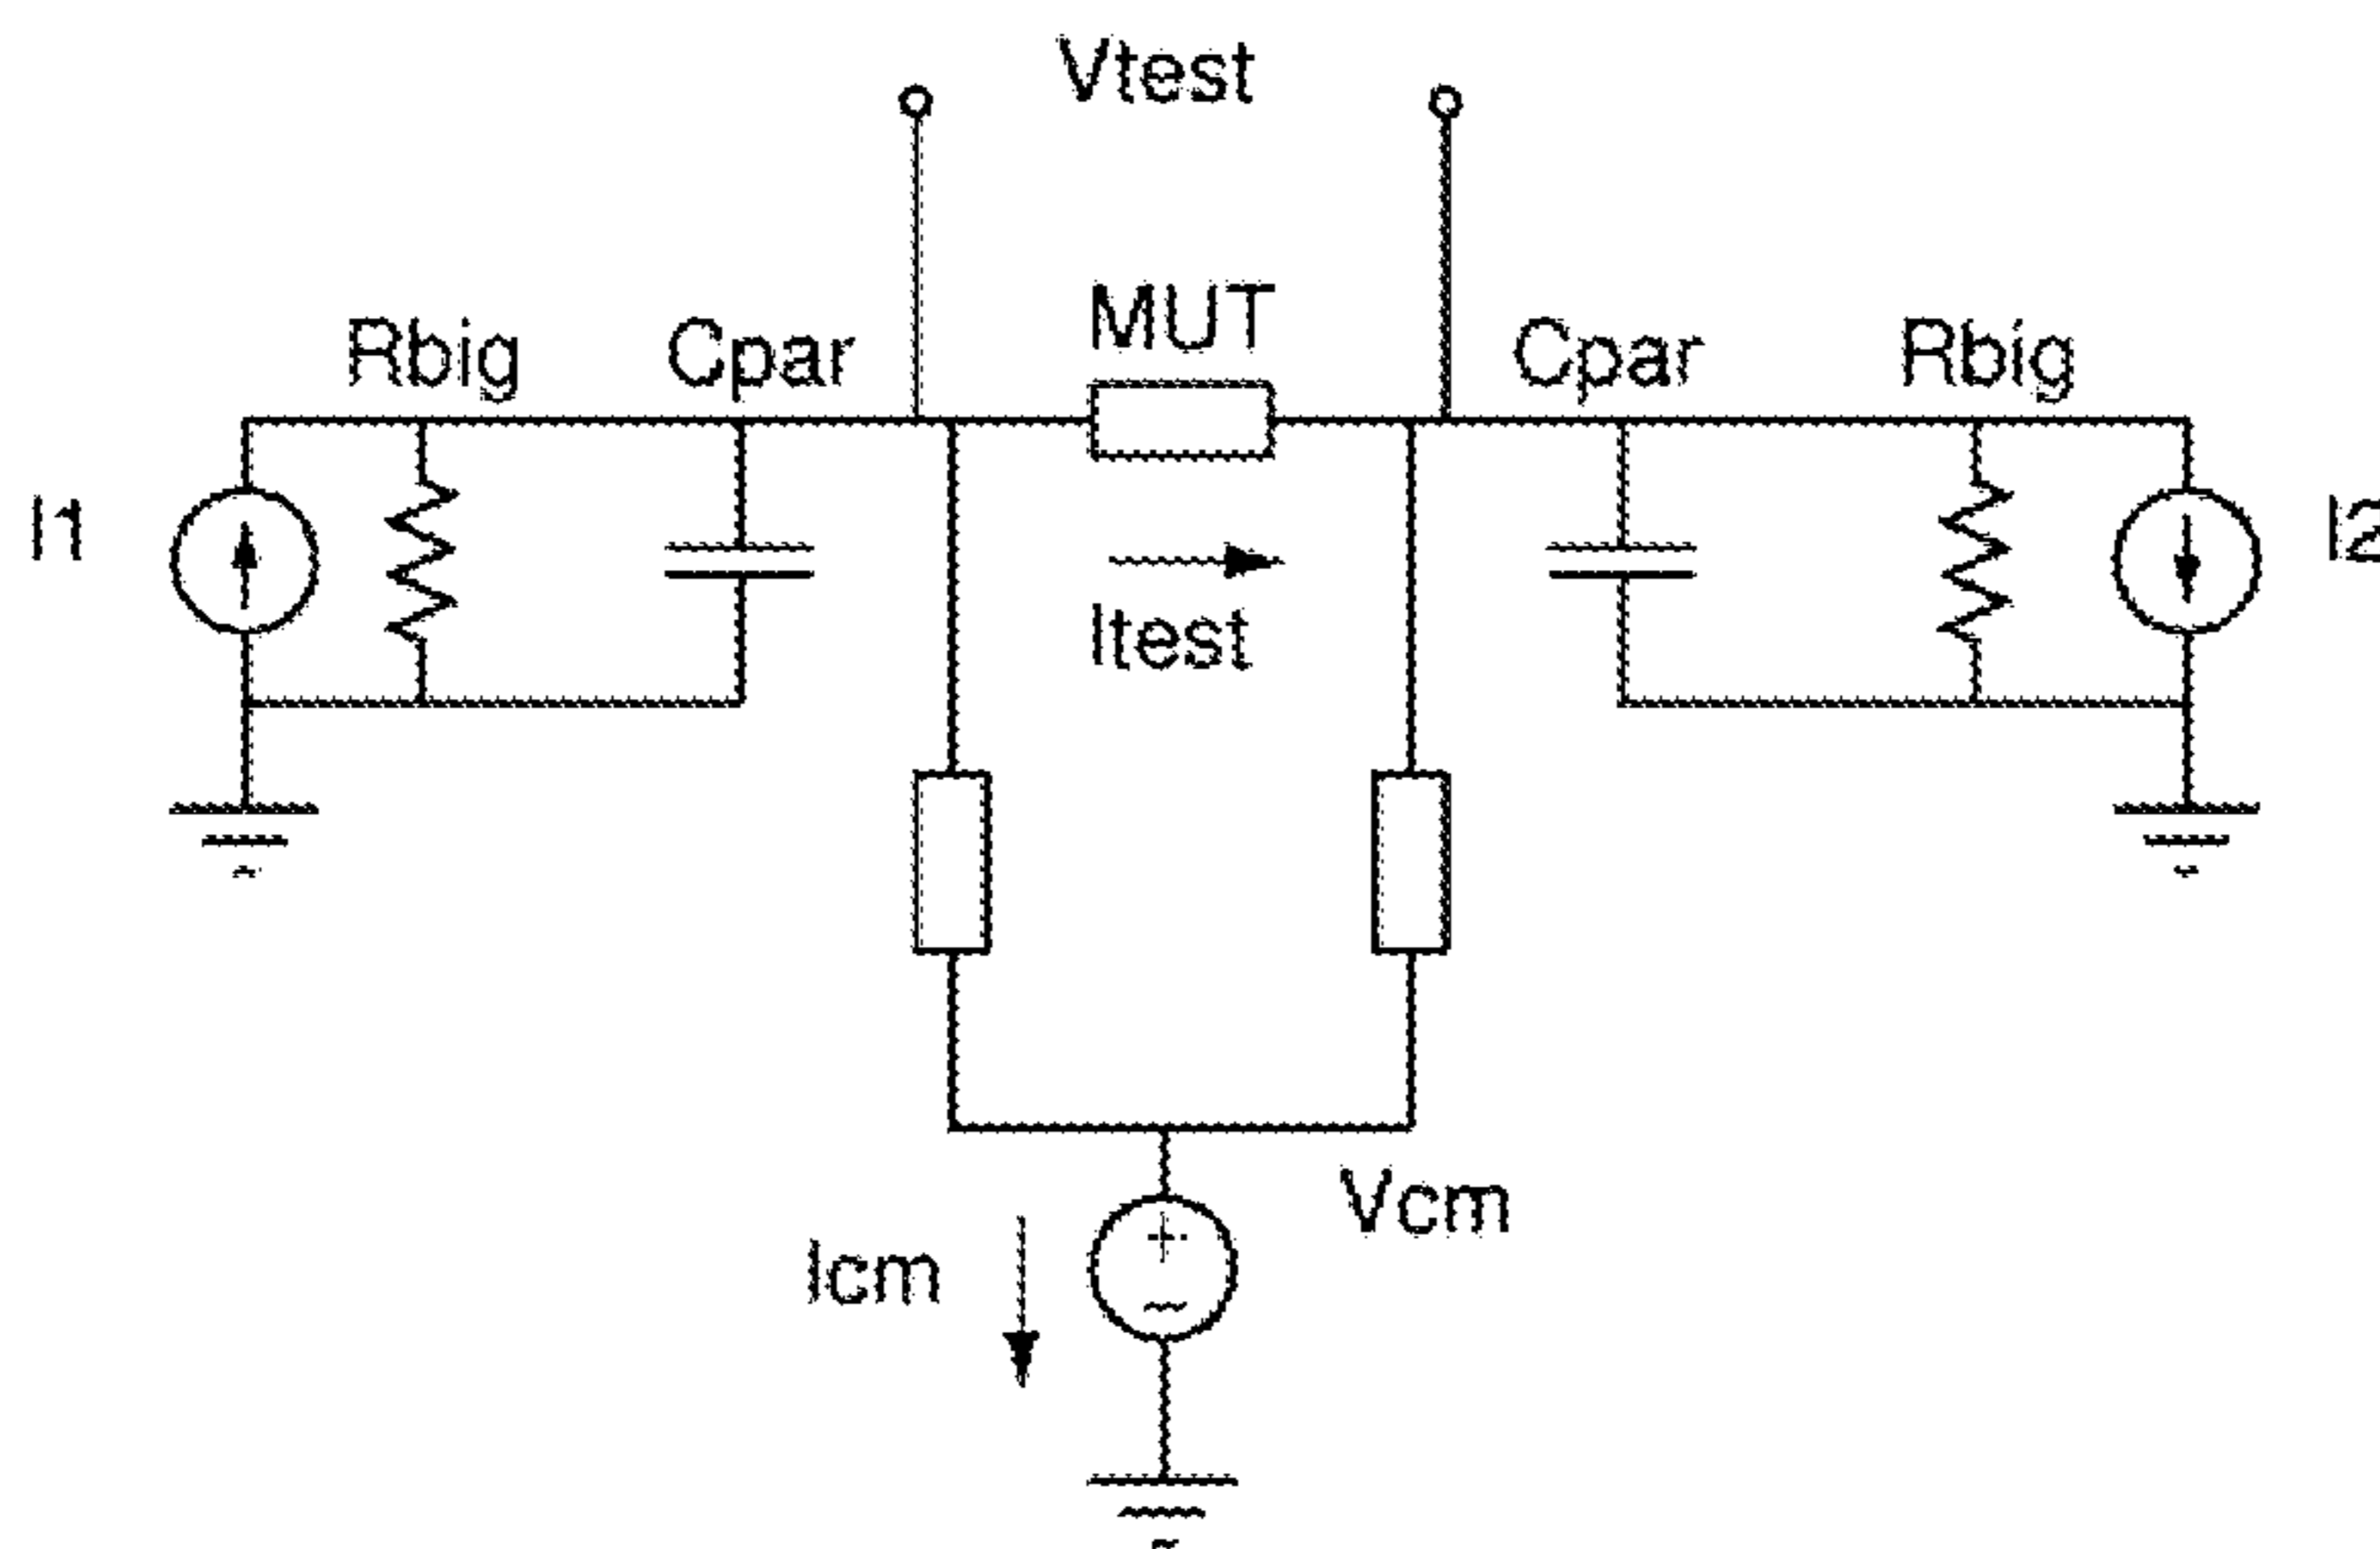 Vtest
MUT
Rbig
Cpar
Cpar
Rbig
I1
I2
Itest
Vcm
Icm